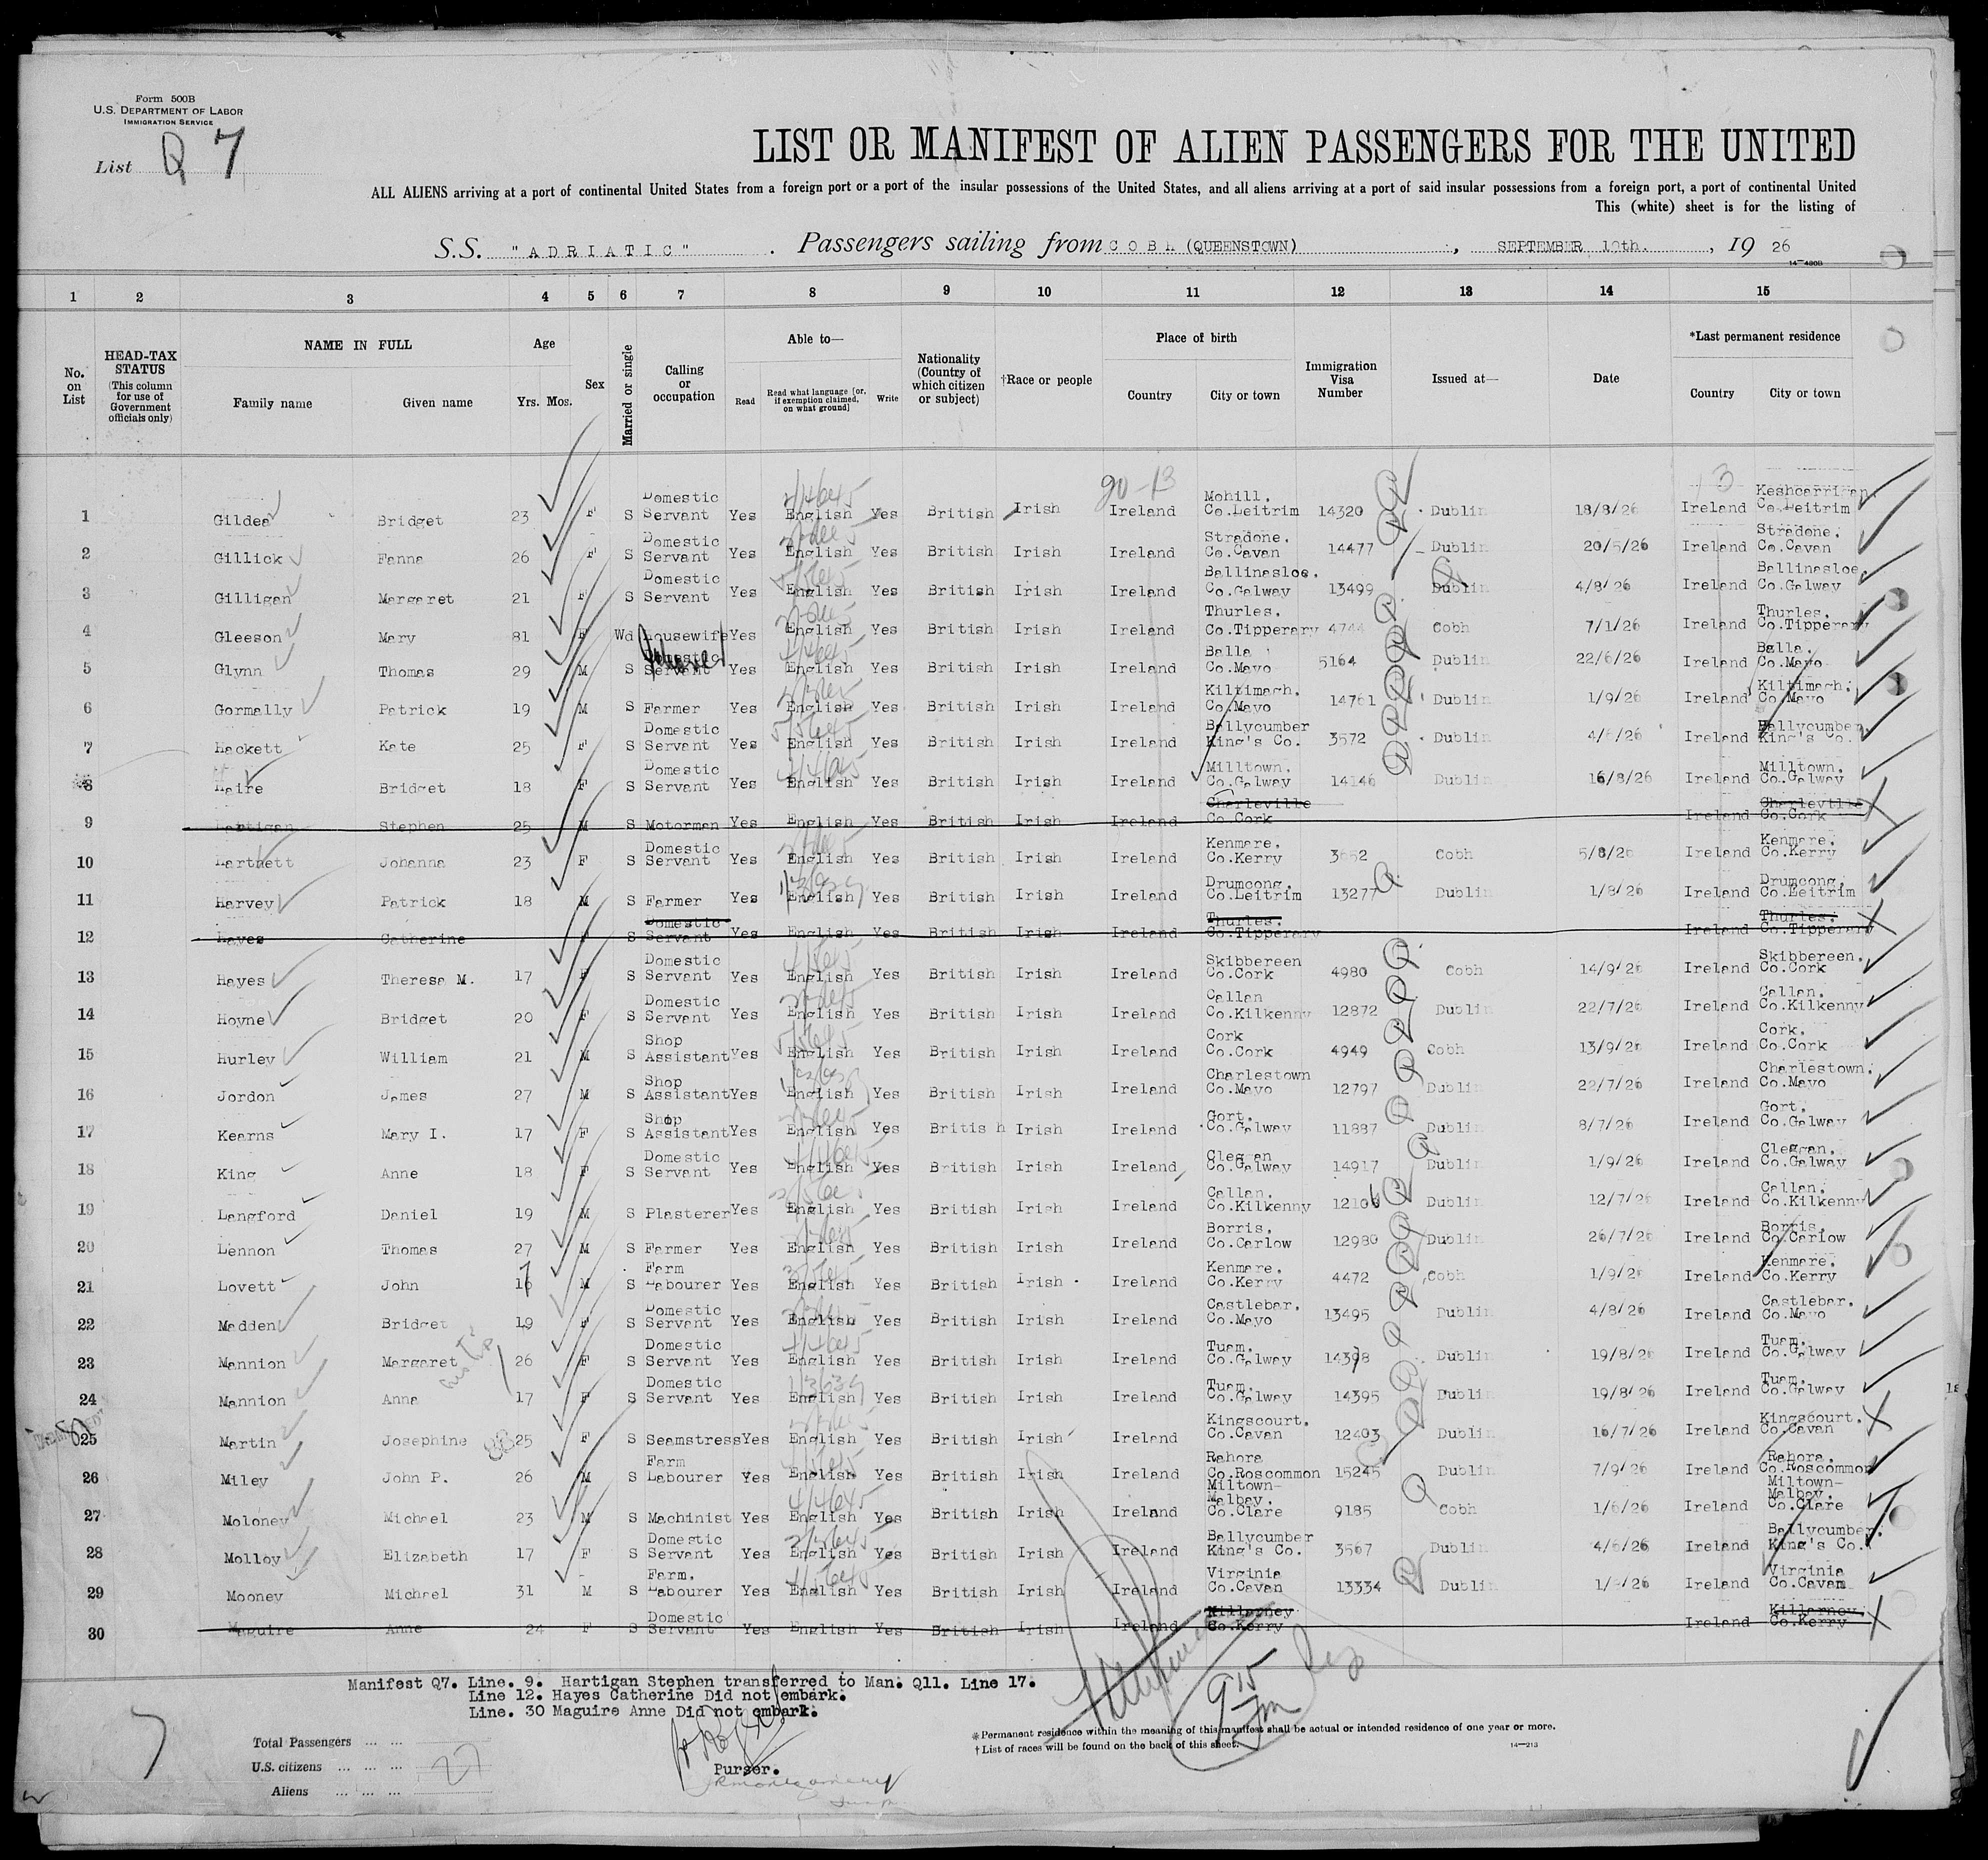 Form 500B
U.S. DEPARTMENT OF LABOR
IMMIGRATION SERVICE
List Q 7
LIST OR MANIFEST OF ALIEN PASSENGERS FOR THE UNITED
ALL ALIENS arriving at a port of continental United States from a foreign port or a port of the insular possessions of the United States, and all aliens arriving at a port of said insular possessions from a foreign port, a port of continental United
This (white) sheet is for the listing of
S.S. "ADRIATIC" . Passengers sailing from COBH (QUEENSTOWN) , SEPTEMBER 19th. , 19 26
14—430B
1 2 3 4 5 6 7 8 9 10 11 12 13 14 15
No. on List
HEAD-TAX STATUS (This column for use of Government officials only)
NAME IN FULL
Family name Given name
Age
Yrs. Mos.
Sex
Married or single
Calling or occupation
Able to—
Read Read what language [or, if exemption claimed, on what ground] Write
Nationality (Country of which citizen or subject)
†Race or people
Place of birth
Country City or town
Immigration Visa Number
Issued at—
Date
*Last permanent residence
Country City or town
20-13 3
1 Gildea Bridget 23 F S Domestic Servant Yes English Yes British Irish Ireland Mohill. Co.Leitrim 14320 Dublin 18/8/26 Ireland Keshcarrigan. Co.Leitrim
2 Gillick Fanna 26 F S Domestic Servant Yes English Yes British Irish Ireland Stradone. Co.Cavan 14477 Dublin 20/5/26 Ireland Stradone. Co.Cavan
3 Gilligan Margaret 21 F S Domestic Servant Yes English Yes British Irish Ireland Ballinasloe. Co.Galway 13499 Dublin 4/8/26 Ireland Ballinasloe. Co.Galway
4 Gleeson Mary 81 F Wd Housewife Yes English Yes British Irish Ireland Thurles. Co.Tipperary 4744 Cobh 7/1/26 Ireland Thurles. Co.Tipperary
5 Glynn Thomas 29 M S Domestic Servant Yes English Yes British Irish Ireland Balla Co.Mayo 5164 Dublin 22/6/26 Ireland Balla. Co.Mayo
6 Gormally Patrick 19 M S Farmer Yes English Yes British Irish Ireland Kiltimagh. Co.Mayo 14761 Dublin 1/9/26 Ireland Kiltimagh. Co.Mayo
7 Hackett Kate 25 F S Domestic Servant Yes English Yes British Irish Ireland Ballycumber King's Co. 3572 Dublin 4/6/26 Ireland Ballycumber. King's Co.
8 Haire Bridget 18 F S Domestic Servant Yes English Yes British Irish Ireland Milltown. Co.Galway 14146 Dublin 16/8/26 Ireland Milltown. Co.Galway
9 Hartigan Stephen 25 M S Motorman Yes English Yes British Irish Ireland Charleville Co.Cork Ireland Charleville Co.Cork
10 Hartnett Johanna 23 F S Domestic Servant Yes English Yes British Irish Ireland Kenmare. Co.Kerry 3652 Cobh 5/8/26 Ireland Kenmare. Co.Kerry
11 Harvey Patrick 18 M S Farmer Yes English Yes British Irish Ireland Drumcong. Co.Leitrim 13277 Dublin 1/8/26 Ireland Drumcong. Co.Leitrim
12 Hayes Catherine F S Domestic Servant Yes English Yes British Irish Ireland Thurles. Co.Tipperary Ireland Thurles. Co.Tipperary
13 Hayes Theresa M. 17 F S Domestic Servant Yes English Yes British Irish Ireland Skibbereen Co.Cork 4980 Cobh 14/9/26 Ireland Skibbereen. Co.Cork
14 Hoyne Bridget 20 F S Domestic Servant Yes English Yes British Irish Ireland Callan Co.Kilkenny 12872 Dublin 22/7/26 Ireland Callan. Co.Kilkenny
15 Hurley William 21 M S Shop Assistant Yes English Yes British Irish Ireland Cork Co.Cork 4949 Cobh 13/9/26 Ireland Cork. Co.Cork
16 Jordon James 27 M S Shop Assistant Yes English Yes British Irish Ireland Charlestown Co.Mayo 12797 Dublin 22/7/26 Ireland Charlestown. Co.Mayo
17 Kearns Mary I. 17 F S Shop Assistant Yes English Yes British Irish Ireland Gort. Co.Galway 11887 Dublin 8/7/26 Ireland Gort. Co.Galway
18 King Anne 18 F S Domestic Servant Yes English Yes British Irish Ireland Cleggan Co.Galway 14917 Dublin 1/9/26 Ireland Cleggan. Co.Galway
19 Langford Daniel 19 M S Plasterer Yes English Yes British Irish Ireland Callan. Co.Kilkenny 12106 Dublin 12/7/26 Ireland Callan. Co.Kilkenny
20 Lennon Thomas 27 M S Farmer Yes English Yes British Irish Ireland Borris. Co.Carlow 12980 Dublin 26/7/26 Ireland Borris. Co.Carlow
21 Lovett John 16 M S Farm Labourer Yes English Yes British Irish Ireland Kenmare. Co.Kerry 4472 Cobh 1/9/26 Ireland Kenmare. Co.Kerry
22 Madden Bridget 19 F S Domestic Servant Yes English Yes British Irish Ireland Castlebar. Co.Mayo 13495 Dublin 4/8/26 Ireland Castlebar. Co.Mayo
23 Mannion Margaret 26 F S Domestic Servant Yes English Yes British Irish Ireland Tuam. Co.Galway 14398 Dublin 19/8/26 Ireland Tuam. Co.Galway
24 Mannion Anna 17 F S Domestic Servant Yes English Yes British Irish Ireland Tuam. Co.Galway 14395 Dublin 19/8/26 Ireland Tuam. Co.Galway
25 Martin Josephine 25 F S Seamstress Yes English Yes British Irish Ireland Kingscourt. Co.Cavan 12403 Dublin 16/7/26 Ireland Kingscourt. Co.Cavan
26 Miley John P. 26 M S Farm Labourer Yes English Yes British Irish Ireland Rahora Co.Roscommon 15245 Dublin 7/9/26 Ireland Rahora. Co.Roscommon
27 Moloney Michael 23 M S Machinist Yes English Yes British Irish Ireland Miltown-Malbay. Co.Clare 9185 Cobh 1/6/26 Ireland Miltown-Malbay. Co.Clare
28 Molloy Elizabeth 17 F S Domestic Servant Yes English Yes British Irish Ireland Ballycumber King's Co. 3567 Dublin 4/6/26 Ireland Ballycumber. King's Co.
29 Mooney Michael 31 M S Farm. Labourer Yes English Yes British Irish Ireland Virginia Co.Cavan 13334 Dublin Ireland Virginia Co.Cavan
30 Maguire Anne 24 F S Domestic Servant Yes English Yes British Irish Ireland Killarney Co.Kerry Ireland Killarney. Co.Kerry
Manifest Q7. Line. 9. Hartigan Stephen transferred to Man. Q11. Line 17.
Line 12. Hayes Catherine Did not embark.
Line. 30 Maguire Anne Did not embark.
Purser.
Total Passengers
U.S. citizens 27
Aliens
*Permanent residence within the meaning of this manifest shall be actual or intended residence of one year or more.
†List of races will be found on the back of this sheet.
14—213